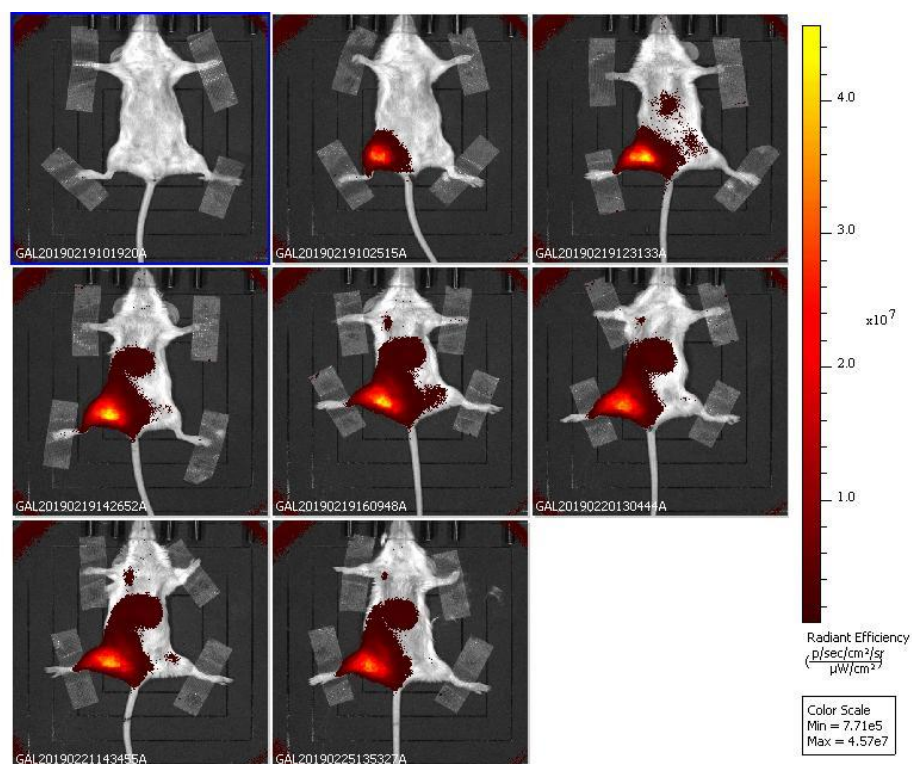 GAL20190219101920A
GAL20190219102515A
GAL20190219123133A
GAL20190219142652A
GAL20190219160948A
GAL20190220130444A
GAL20190221143455A
GAL20190225135327A
4.0
3.0
x10⁷
2.0
1.0
Radiant Efficiency
(p/sec/cm²/sr
µW/cm²)
Color Scale
Min = 7.71e5
Max = 4.57e7